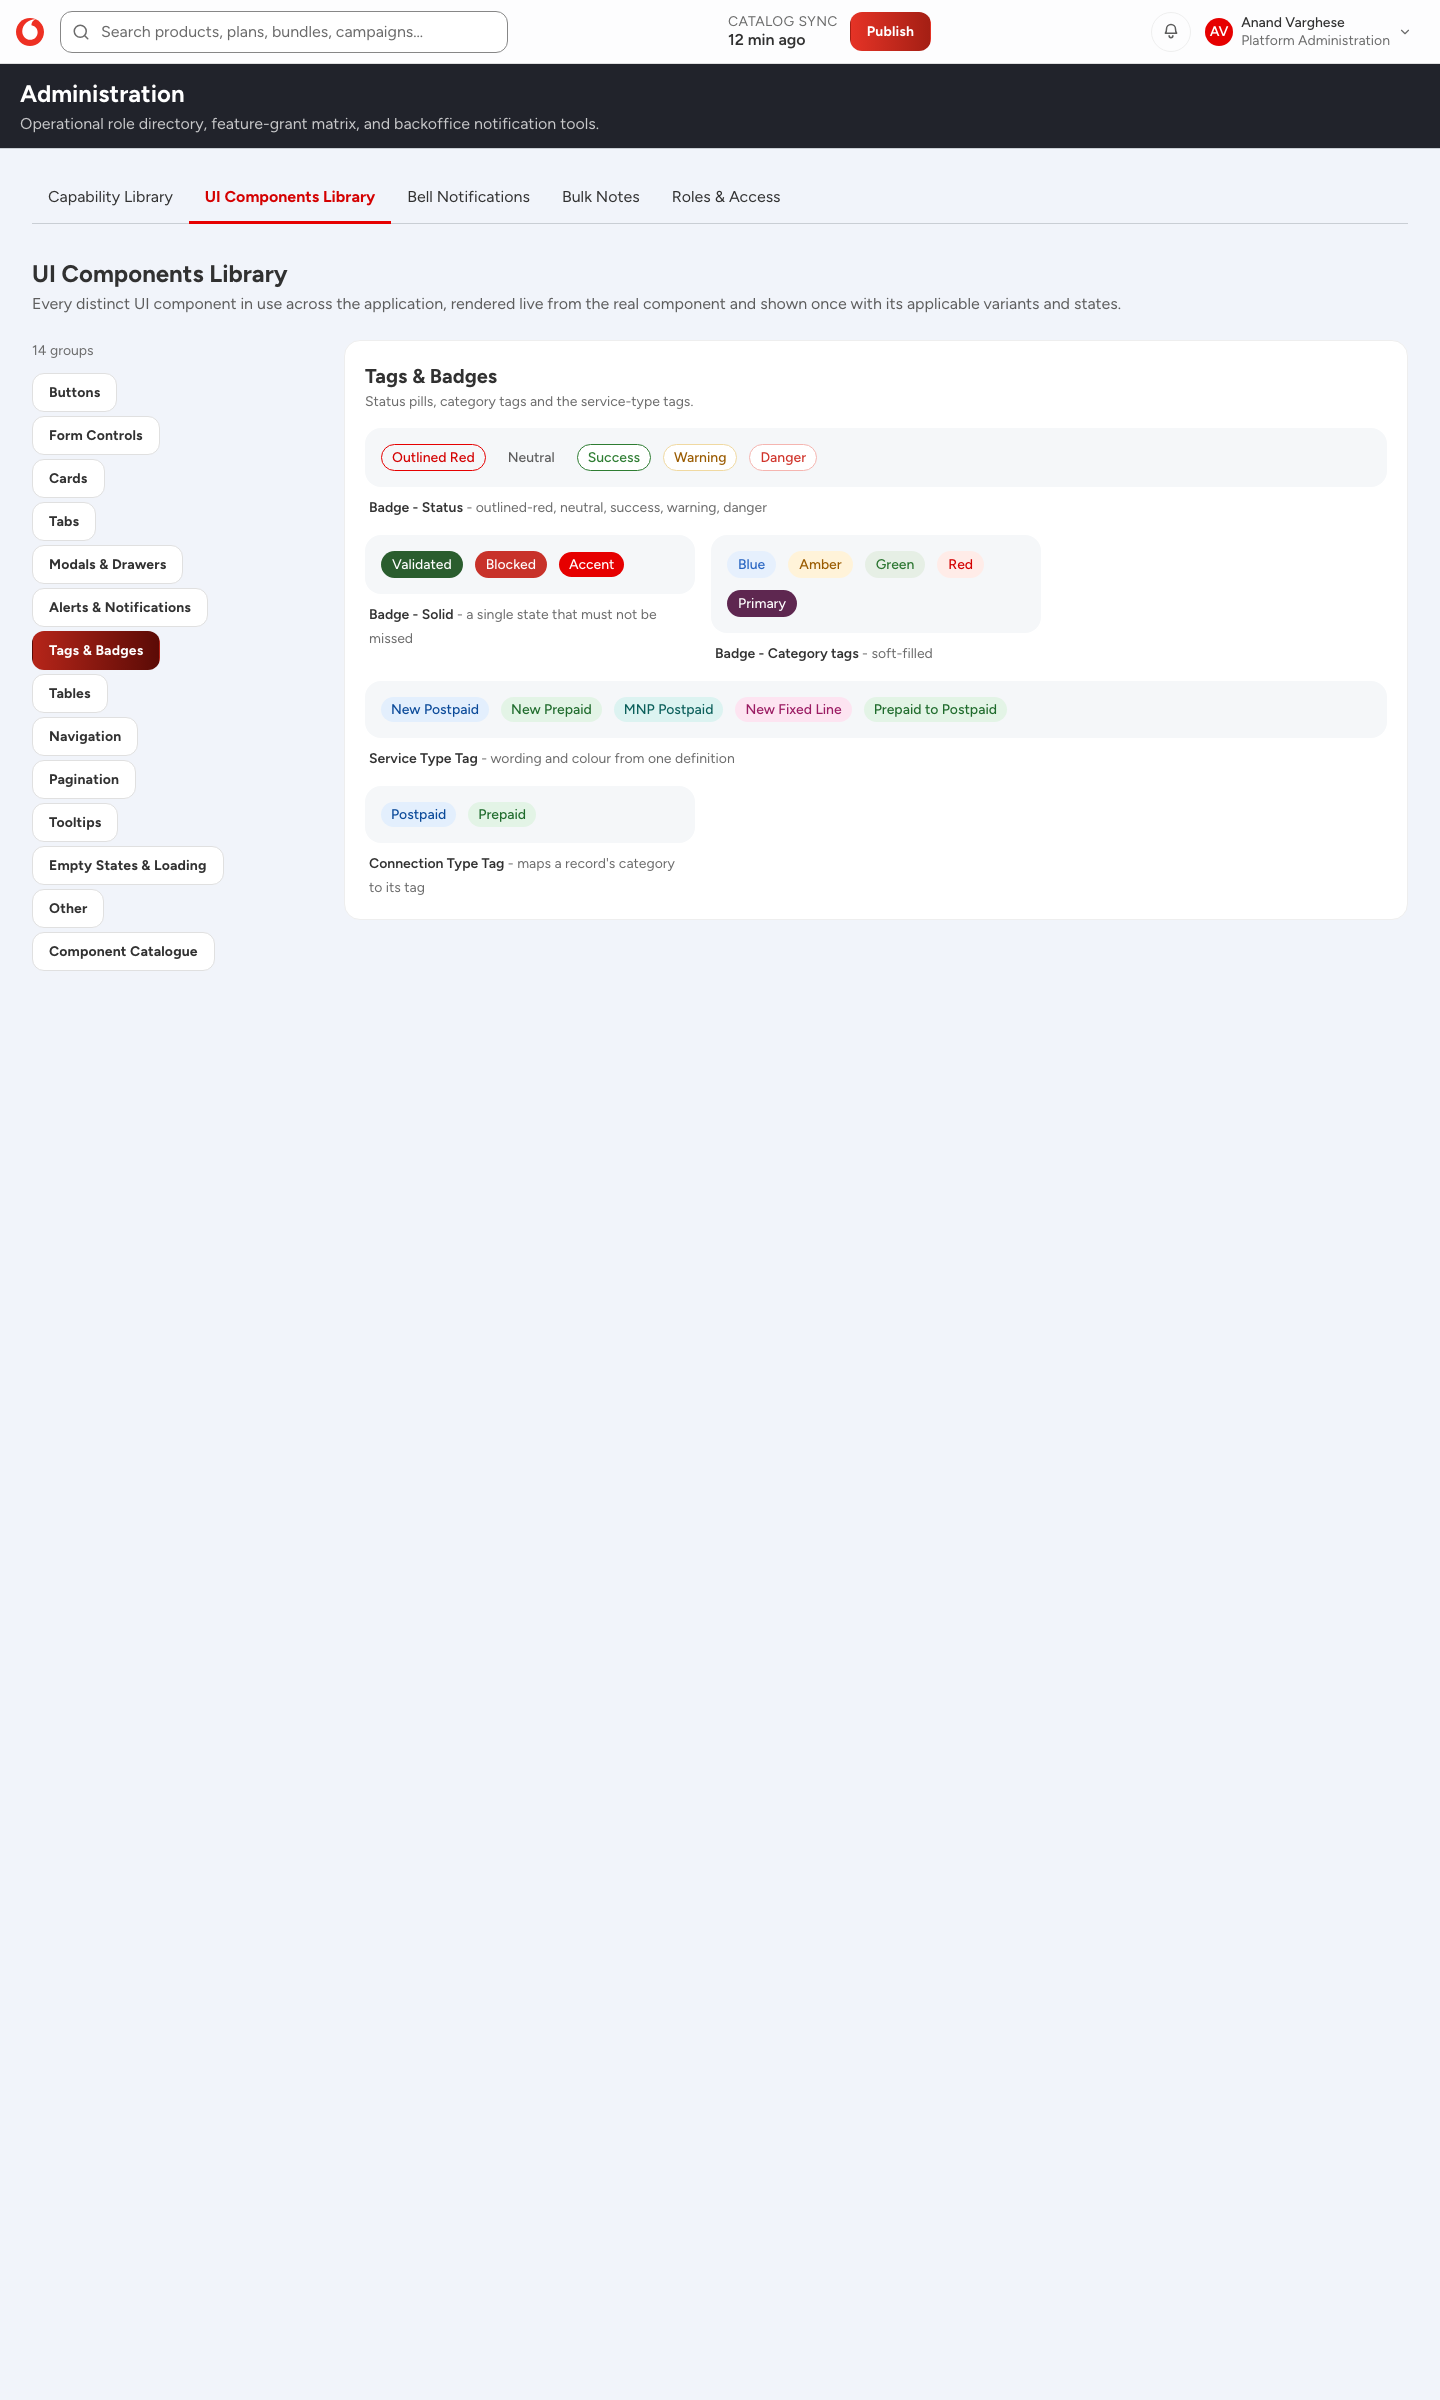 Search products, plans, bundles, campaigns...
CATALOG SYNC
12 min ago
Publish
AV
Anand Varghese
Platform Administration
Administration
Operational role directory, feature-grant matrix, and backoffice notification tools.
Capability Library
UI Components Library
Bell Notifications
Bulk Notes
Roles & Access
UI Components Library
Every distinct UI component in use across the application, rendered live from the real component and shown once with its applicable variants and states.
14 groups
Buttons
Form Controls
Cards
Tabs
Modals & Drawers
Alerts & Notifications
Tags & Badges
Tables
Navigation
Pagination
Tooltips
Empty States & Loading
Other
Component Catalogue
Tags & Badges
Status pills, category tags and the service-type tags.
Outlined Red Neutral Success Warning Danger
Badge - Status - outlined-red, neutral, success, warning, danger
Validated Blocked Accent
Badge - Solid - a single state that must not be
missed
Blue Amber Green Red
Primary
Badge - Category tags - soft-filled
New Postpaid New Prepaid MNP Postpaid New Fixed Line Prepaid to Postpaid
Service Type Tag - wording and colour from one definition
Postpaid Prepaid
Connection Type Tag - maps a record's category
to its tag